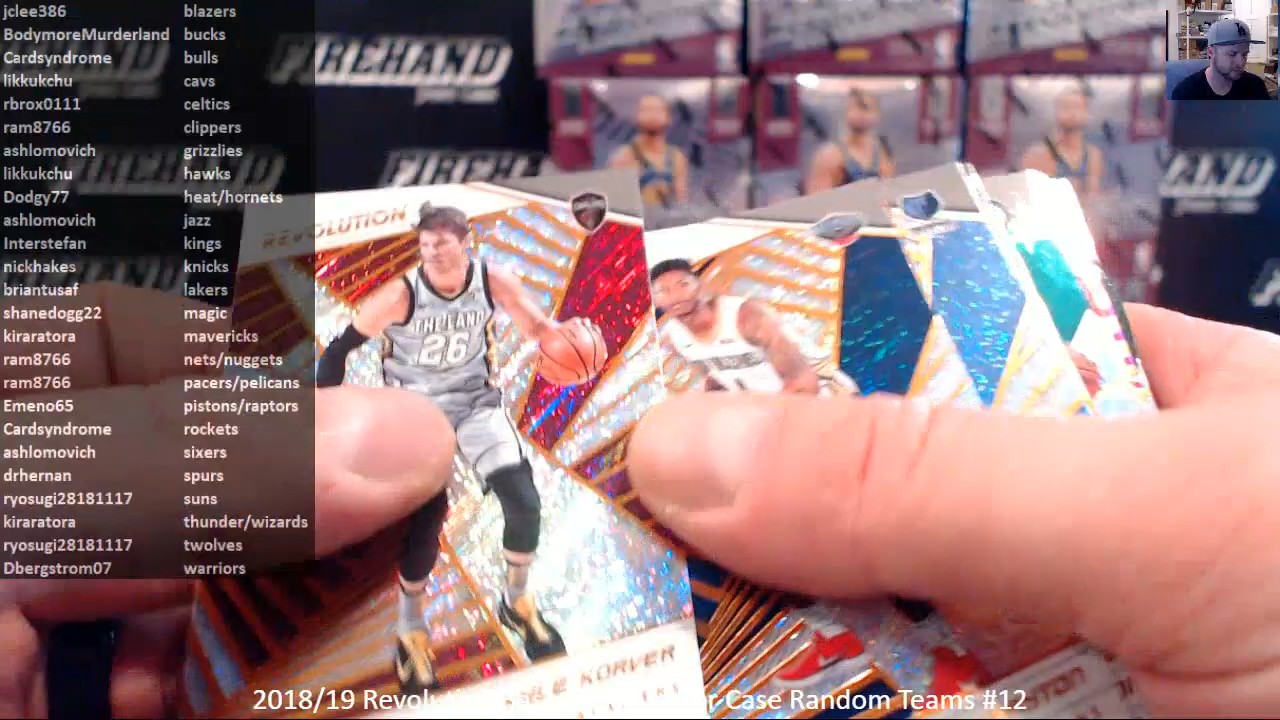 jclee386 blazers
BodymoreMurderland bucks
Cardsyndrome bulls
likkukchu cavs
rbrox0111 celtics
ram8766 clippers
ashlomovich grizzlies
likkukchu hawks
Dodgy77 heat/hornets
ashlomovich jazz
Interstefan kings
nickhakes knicks
briantusaf lakers
shanedogg22 magic
kiraratora mavericks
ram8766 nets/nuggets
ram8766 pacers/pelicans
Emeno65 pistons/raptors
Cardsyndrome rockets
ashlomovich sixers
drhernan spurs
ryosugi28181117 suns
kiraratora thunder/wizards
ryosugi28181117 twolves
Dbergstrom07 warriors
FIREHAND
REVOLUTION
THE LAND
26
KORVER
2018/19 Case Random Teams #12